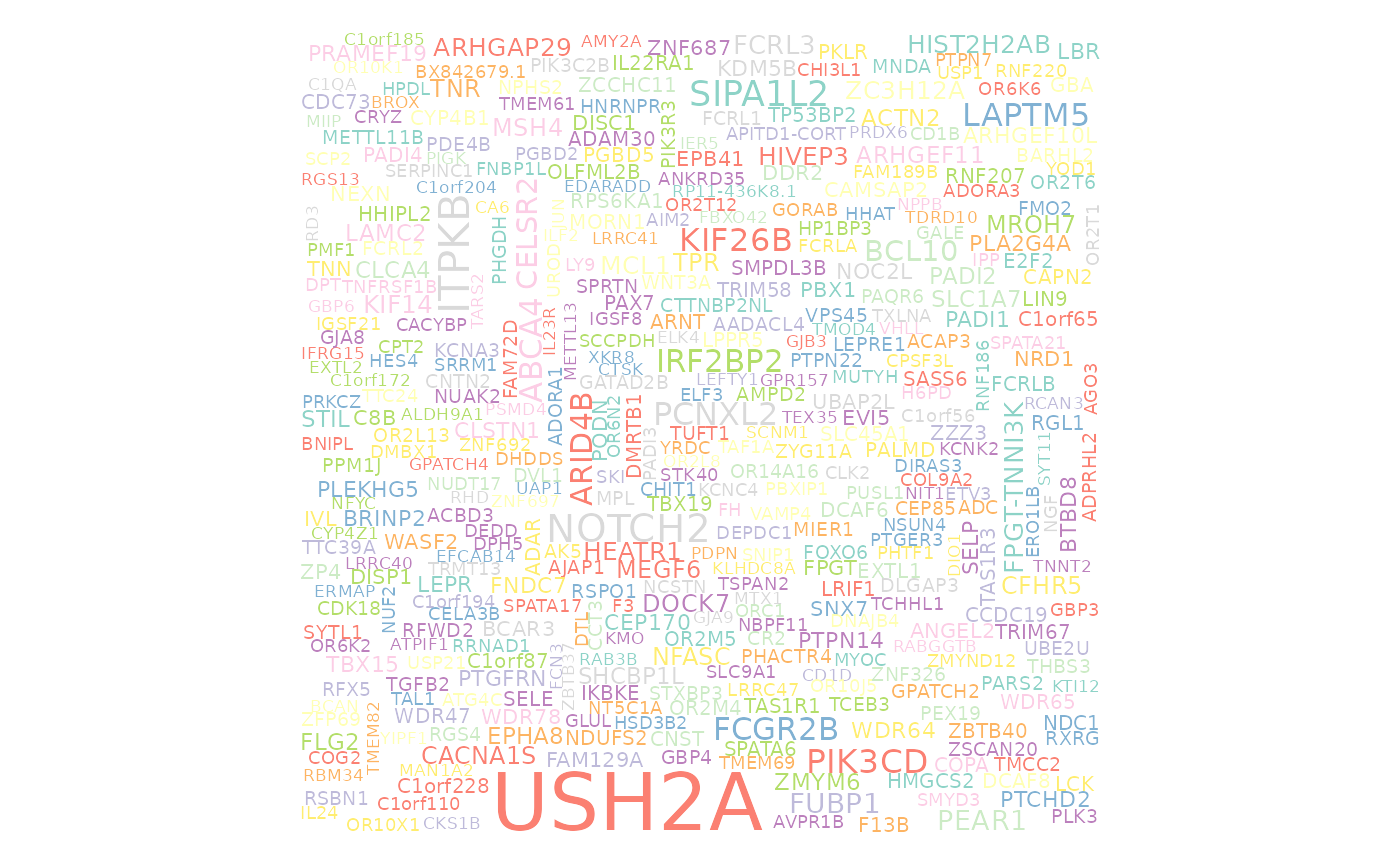 C1orf185
PRAMEF19
ARHGAP29
AMY2A
ZNF687
FCRL3
PKLR
HIST2H2AB
LBR
OR10K1
BX842679.1
PIK3C2B
IL22RA1
KDM5B
CHI3L1
MNDA
PTPN7
USP1
RNF220
C1QA
HPDL
TNR
NPHS2
ZCCHC11
SIPA1L2
ZC3H12A
OR6K6
GBA
CDC73
BROX
CRYZ
CYP4B1
TMEM61
HNRNPR
PIK3R3
FCRL1
TP53BP2
ACTN2
LAPTM5
MIIP
METTL11B
PDE4B
MSH4
DISC1
ADAM30
IER5
APITD1-CORT
PRDX6
CD1B
ARHGEF10L
SCP2
PADI4
PIGK
SERPINC1
FNBP1L
PGBD2
PGBD5
OLFML2B
EPB41
HIVEP3
ARHGEF11
BARHL2
YOD1
RGS13
C1orf204
EDARADD
ANKRD35
DDR2
FAM189B
RNF207
OR2T6
NEXN
RPS6KA1
RP11-436K8.1
CAMSAP2
ADORA3
HHIPL2
CA6
JUN
MORN1
AIM2
OR2T12
FBXO42
GORAB
HHAT
NPPB
TDRD10
FMO2
RD3
LAMC2
ITPKB
PHGDH
CELSR2
LRRC41
KIF26B
HP1BP3
FCRLA
GALE
MROH7
OR2T1
PMF1
FCRL2
BCL10
PLA2G4A
TNN
CLCA4
UROD
LY9
MCL1
TPR
SMPDL3B
NOC2L
PADI2
IPP
E2F2
CAPN2
DPT
TNFRSF1B
TARS2
SPRTN
WNT3A
TRIM58
PBX1
PAQR6
SLC1A7
LIN9
GBP6
KIF14
PAX7
CTTNBP2NL
IGSF21
CACYBP
ABCA4
IL23R
METTL13
IGSF8
ARNT
AADACL4
VPS45
TXLNA
TMOD4
VHLL
PADI1
C1orf65
GJA8
CPT2
KCNA3
FAM72D
SCCPDH
ELK4
LPPR5
GJB3
LEPRE1
ACAP3
SPATA21
IFRG15
HES4
SRRM1
XKR8
CTSK
IRF2BP2
PTPN22
CPSF3L
NRD1
EXTL2
C1orf172
CNTN2
GATAD2B
LEFTY1
GPR157
MUTYH
SASS6
RNF186
FCRLB
PRKCZ
TTC24
NUAK2
ADORA1
ELF3
AMPD2
UBAP2L
H6PD
RCAN3
AGO3
STIL
C8B
ALDH9A1
PSMD4
ARID4B
PODN
OR6N2
DMRTB1
PCNXL2
TEX35
EVI5
C1orf56
RGL1
BNIPL
OR2L13
CLSTN1
PADI3
TUFT1
SCNM1
SLC45A1
ZZZ3
FPGT-TNNI3K
SYT11
ADPRHL2
DMBX1
ZNF692
YRDC
ZYG11A
PALMD
KCNK2
PPM1J
GPATCH4
DHDDS
STK40
OR14A16
CLK2
DIRAS3
NUDT17
DVL1
SKI
COL9A2
PLEKHG5
UAP1
CHIT1
KCNC4
PBXIP1
PUSL1
NIT1
ETV3
NFYC
RHD
ZNF697
MPL
TBX19
FH
VAMP4
DCAF6
CEP85
ADC
ERO1LB
NGF
BTBD8
IVL
BRINP2
ACBD3
NOTCH2
DEPDC1
MIER1
NSUN4
CYP4Z1
WASF2
DEDD
DPH5
ADAR
PTGER3
SELP
TAS1R3
TTC39A
EFCAB14
AK5
HEATR1
PDPN
SNIP1
FOXO6
PHTF1
DIO1
LRRC40
TRMT13
AJAP1
MEGF6
KLHDC8A
FPGT
EXTL1
TNNT2
ZP4
DISP1
LEPR
FNDC7
RSPO1
NCSTN
TSPAN2
LRIF1
DLGAP3
CFHR5
ERMAP
NUF2
C1orf194
SPATA17
F3
DOCK7
MTX1
ORC1
SNX7
TCHHL1
GBP3
CDK18
CELA3B
DTL
CCT3
CEP170
GJA9
NBPF11
DNAJB4
CCDC19
SYTL1
RFWD2
BCAR3
KMO
OR2M5
CR2
PTPN14
ANGEL2
TRIM67
OR6K2
ATPIF1
RRNAD1
RABGGTB
UBE2U
TBX15
USP21
C1orf87
FCN3
ZBTB37
RAB3B
NFASC
PHACTR4
MYOC
ZMYND12
THBS3
RFX5
TGFB2
PTGFRN
SHCBP1L
SLC9A1
CD1D
ZNF326
PARS2
KTI12
TAL1
ATG4C
SELE
IKBKE
STXBP3
LRRC47
OR10J5
GPATCH2
WDR65
ZFP69
TMEM82
WDR47
WDR78
NT5C1A
OR2M4
TAS1R1
TCEB3
PEX19
GLUL
HSD3B2
NDC1
YIPF1
RGS4
EPHA8
NDUFS2
CNST
FCGR2B
WDR64
ZBTB40
RXRG
FLG2
SPATA6
ZSCAN20
COG2
CACNA1S
FAM129A
GBP4
TMEM69
PIK3CD
COPA
TMCC2
RBM34
MAN1A2
ZMYM6
HMGCS2
DCAF8
LCK
RSBN1
C1orf228
USH2A
C1orf110
FUBP1
SMYD3
PTCHD2
IL24
OR10X1
CKS1B
AVPR1B
F13B
PEAR1
PLK3